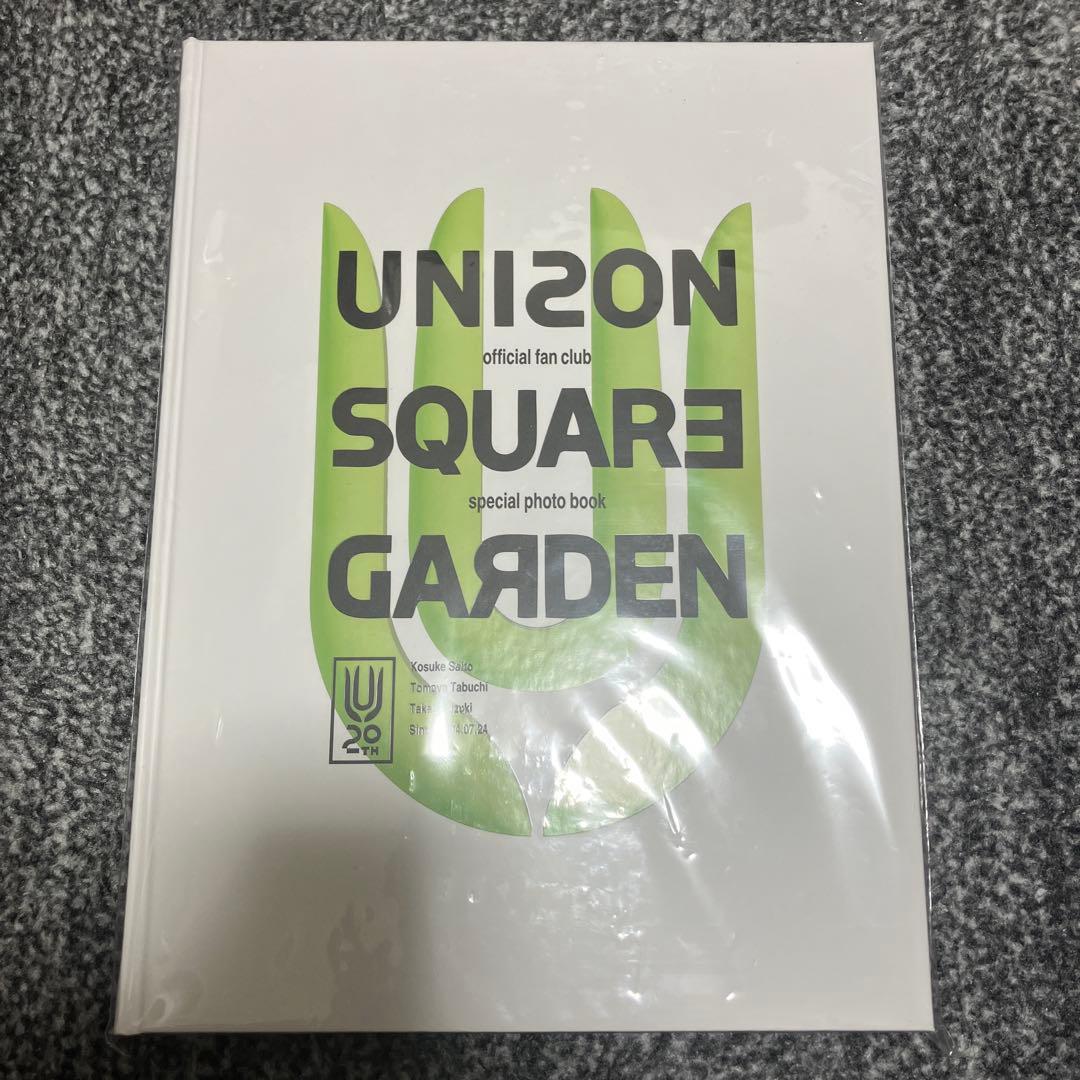 UNISON
official fan club
SQUARE
special photo book
GARDEN
Kosuke Saito
Tomoya Tabuchi
20TH